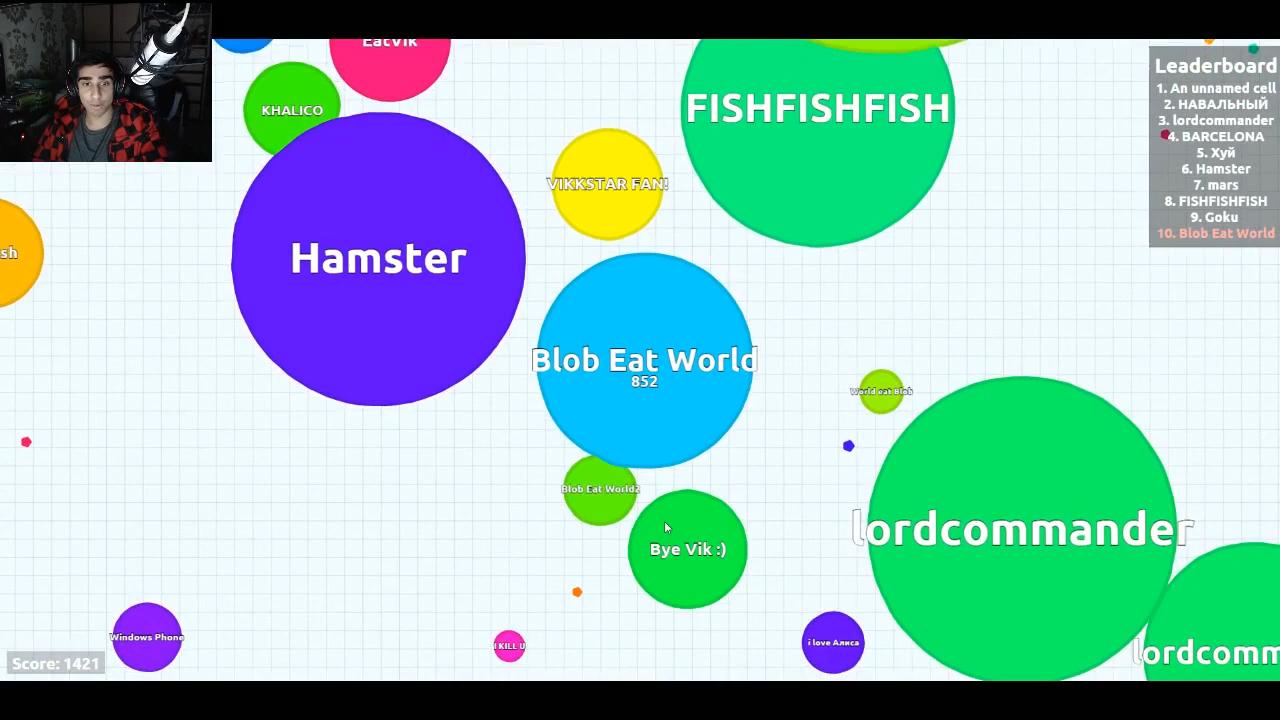 EatVik
KHALICO
FISHFISHFISH
VIKKSTAR FAN!
Hamster
sh
Blob Eat World
852
World eat Blob
Blob Eat World2
Bye Vik :)
lordcommander
Windows Phone
I KILL U
i love Алиса
lordcomm
Score: 1421
Leaderboard
1. An unnamed cell
2. НАВАЛЬНЫЙ
3. lordcommander
4. BARCELONA
5. Хуй
6. Hamster
7. mars
8. FISHFISHFISH
9. Goku
10. Blob Eat World